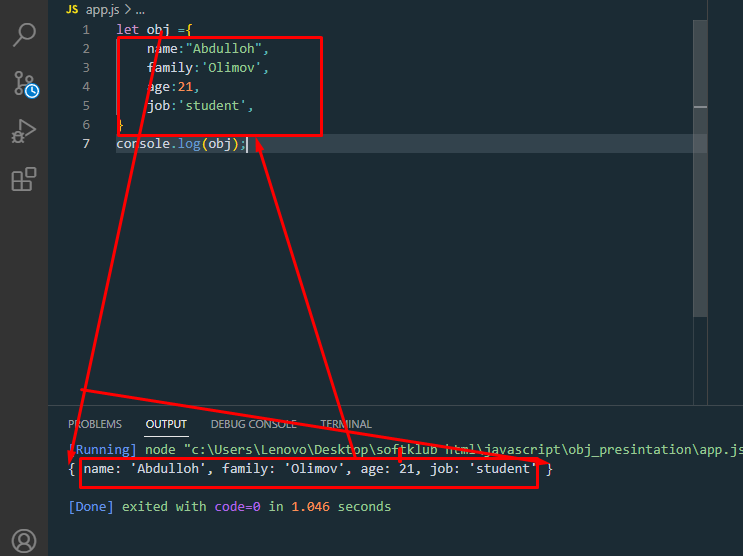 JS app.js > ...
1 let obj ={
2 name:"Abdulloh",
3 family:'Olimov',
4 age:21,
5 job:'student',
6 }
7 console.log(obj);
PROBLEMS OUTPUT DEBUG CONSOLE TERMINAL
[Running] node "c:\Users\Lenovo\Desktop\softklub html\javascript\obj_presintation\app.js
{ name: 'Abdulloh', family: 'Olimov', age: 21, job: 'student' }
[Done] exited with code=0 in 1.046 seconds